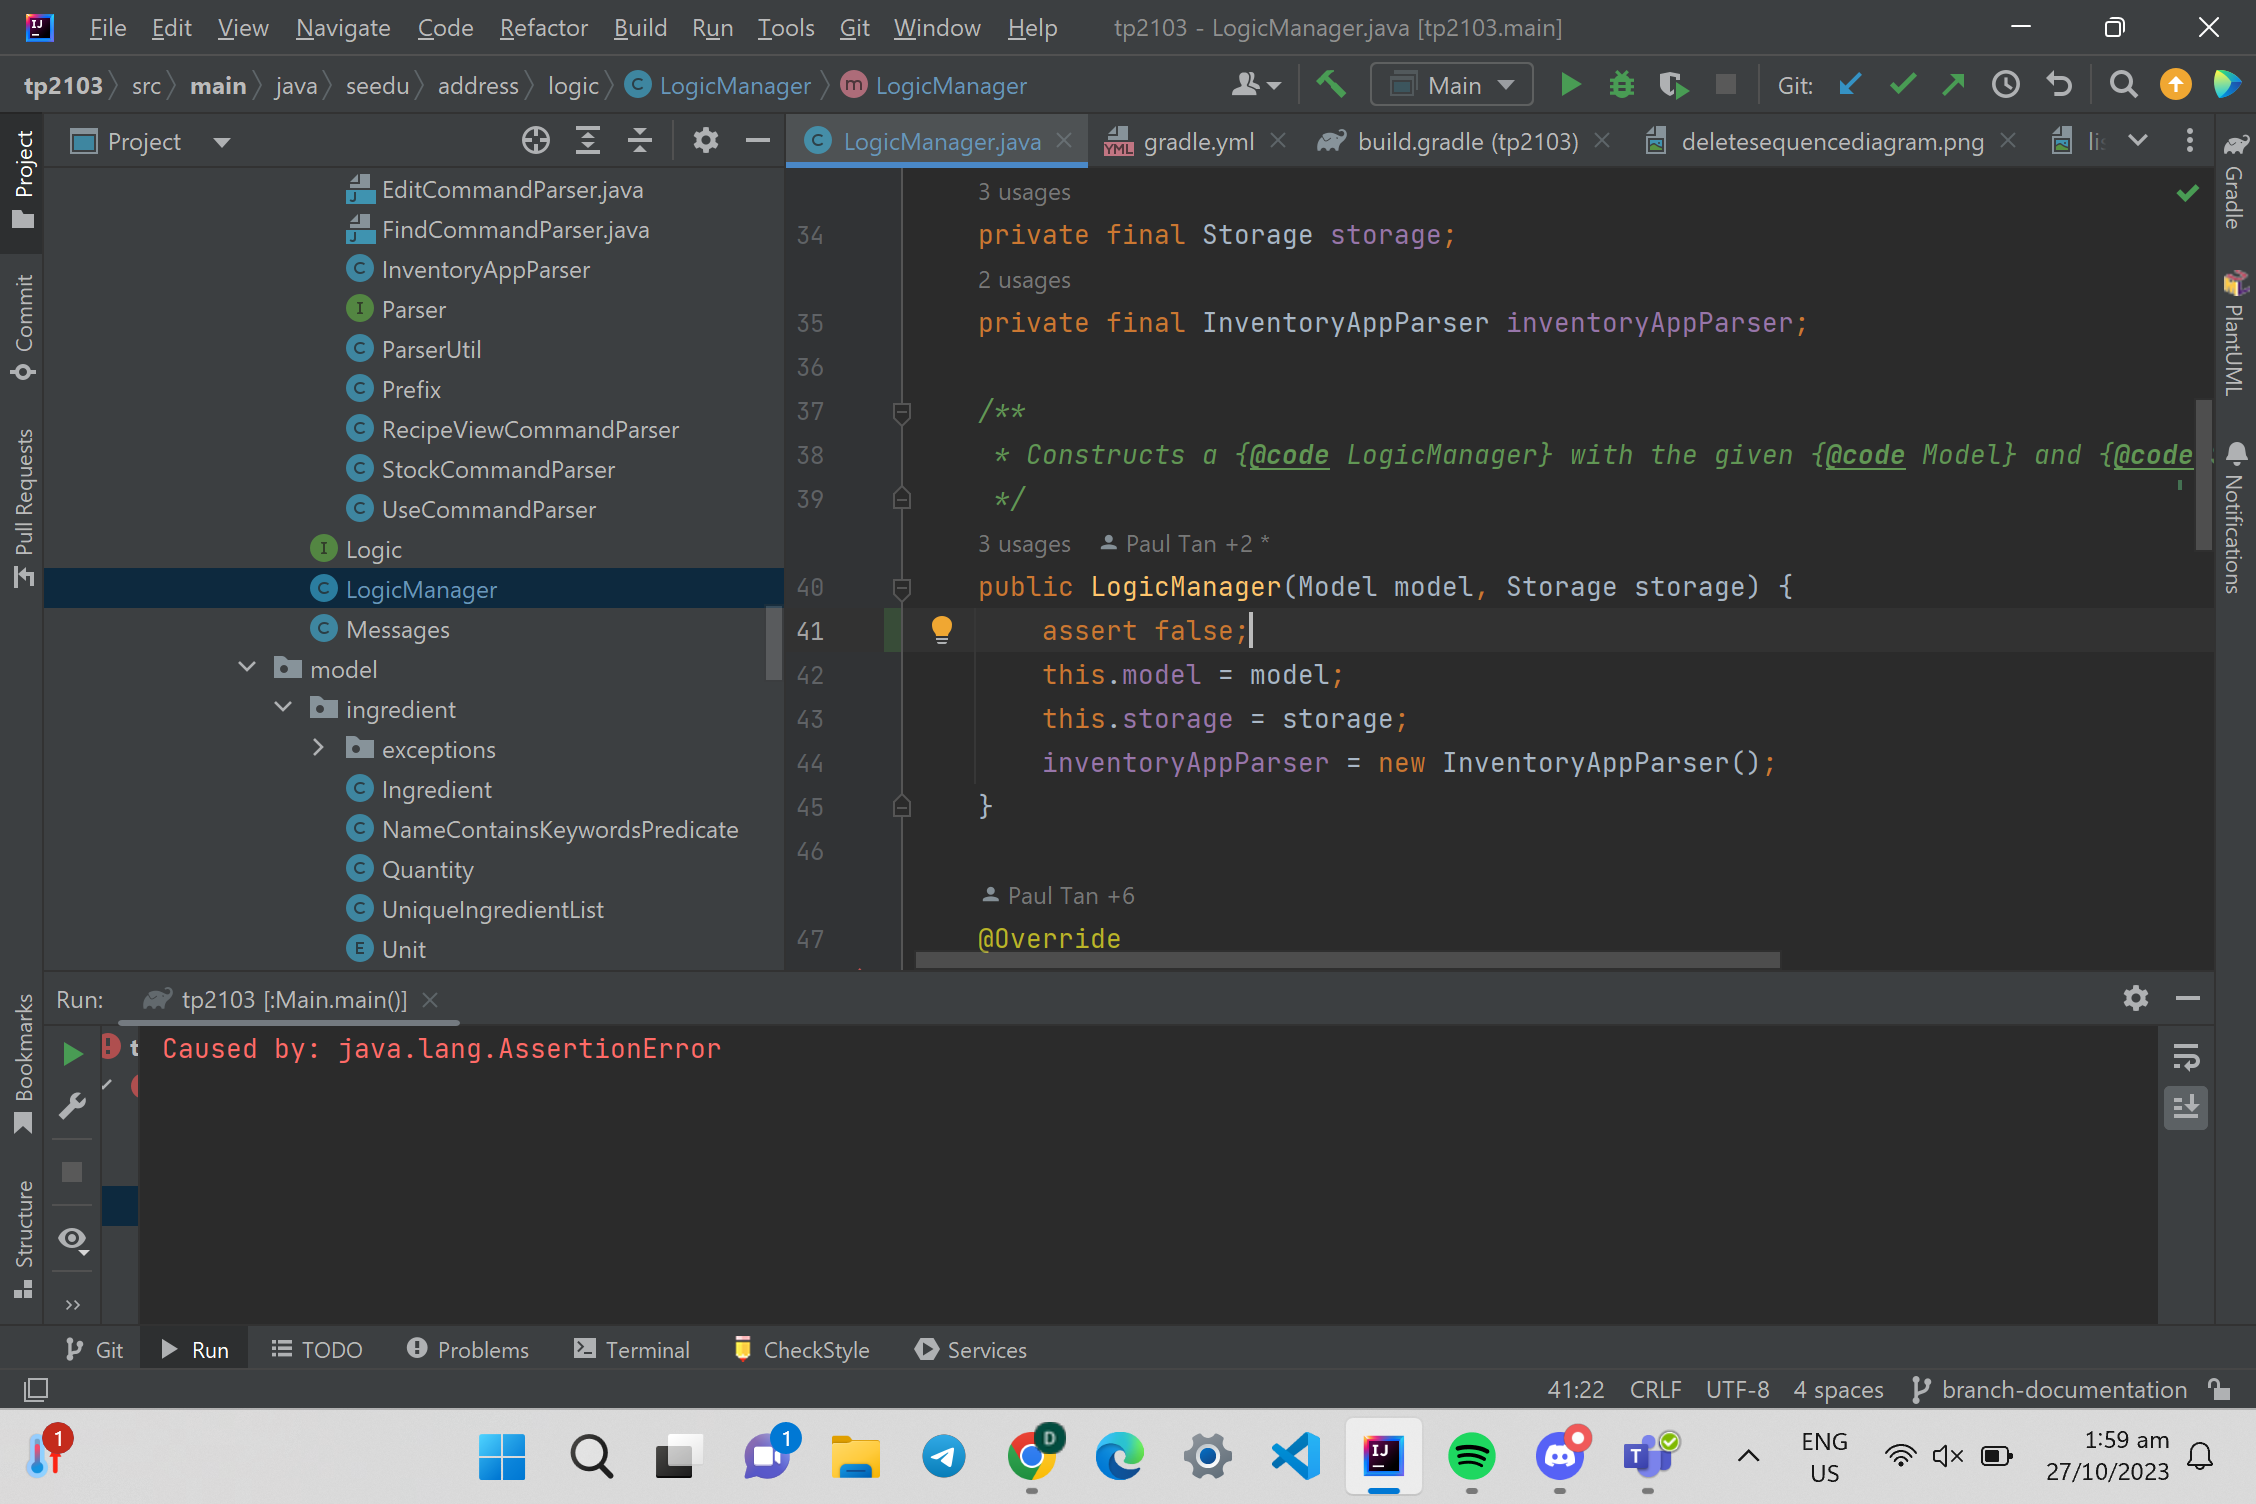 File Edit View Navigate Code Refactor Build Run Tools Git Window Help tp2103 - LogicManager.java [tp2103.main]
tp2103 src main java seedu address logic LogicManager LogicManager Main Git:
Project
LogicManager.java gradle.yml build.gradle (tp2103) deletesequencediagram.png
EditCommandParser.java
FindCommandParser.java
InventoryAppParser
Parser
ParserUtil
Prefix
RecipeViewCommandParser
StockCommandParser
UseCommandParser
Logic
LogicManager
Messages
model
ingredient
exceptions
Ingredient
NameContainsKeywordsPredicate
Quantity
UniqueIngredientList
Unit
3 usages
34 private final Storage storage;
2 usages
35 private final InventoryAppParser inventoryAppParser;
36
37 /**
38 * Constructs a {@code LogicManager} with the given {@code Model} and {@code
39 */
3 usages Paul Tan +2 *
40 public LogicManager(Model model, Storage storage) {
41 assert false;
42 this.model = model;
43 this.storage = storage;
44 inventoryAppParser = new InventoryAppParser();
45 }
46
Paul Tan +6
47 @Override
Project
Commit
Pull Requests
Bookmarks
Structure
Gradle
PlantUML
Notifications
Run: tp2103 [:Main.main()]
Caused by: java.lang.AssertionError
Git Run TODO Problems Terminal CheckStyle Services
41:22 CRLF UTF-8 4 spaces branch-documentation
1
1
D
ENG
US
1:59 am
27/10/2023